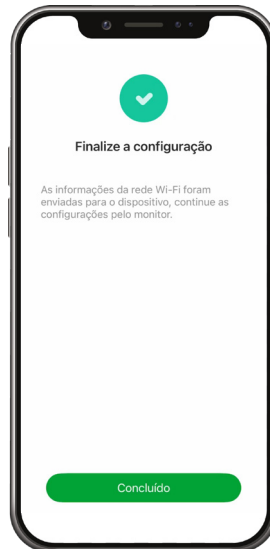 Finalize a configuração
As informações da rede Wi-Fi foram
enviadas para o dispositivo, continue as
configurações pelo monitor.
Concluído